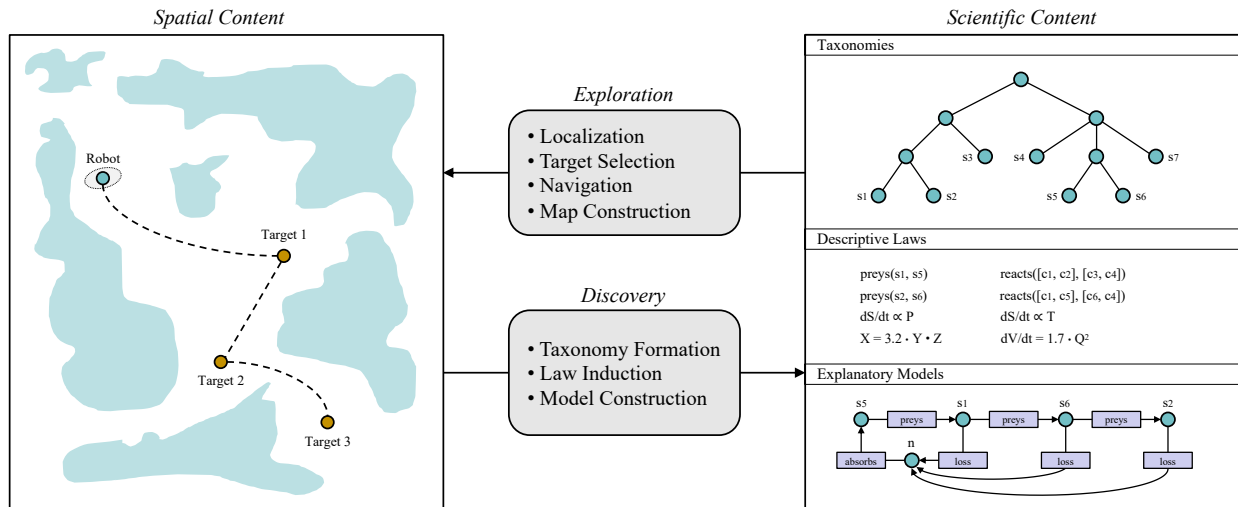 Spatial Content
Robot
Target 1
Target 2
Target 3
Exploration
• Localization
• Target Selection
• Navigation
• Map Construction
Discovery
• Taxonomy Formation
• Law Induction
• Model Construction
Scientific Content
Taxonomies
s3 s4 s7
s1 s2 s5 s6
Descriptive Laws
preys(s1, s5) reacts([c1, c2], [c3, c4])
preys(s2, s6) reacts([c1, c5], [c6, c4])
dS/dt ∝ P dS/dt ∝ T
X = 3.2 · Y · Z dV/dt = 1.7 · Q²
Explanatory Models
s5 s1 s6 s2
preys preys preys
n
absorbs loss loss loss